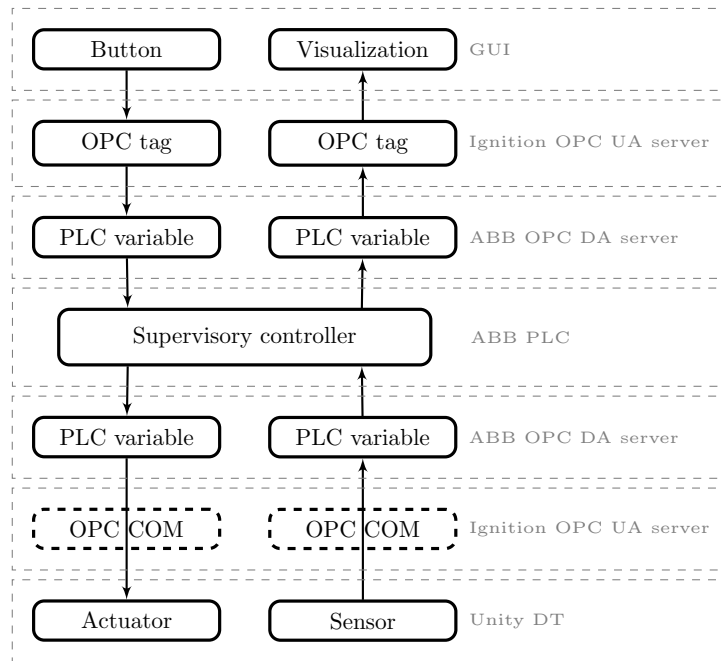 Button Visualization GUI
OPC tag OPC tag Ignition OPC UA server
PLC variable PLC variable ABB OPC DA server
Supervisory controller ABB PLC
PLC variable PLC variable ABB OPC DA server
OPC COM OPC COM Ignition OPC UA server
Actuator Sensor Unity DT